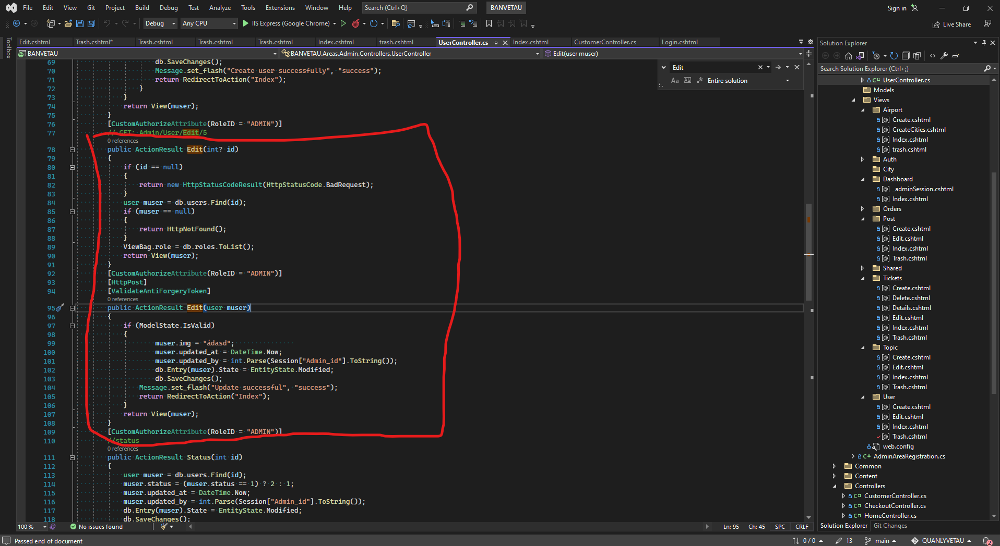 File Edit View Git Project Build Debug Test Analyze Tools Extensions Window Help Search (Ctrl+Q) BANVETAU Sign in
Debug Any CPU IIS Express (Google Chrome) Live Share
Toolbox
Edit.cshtml Trash.cshtml* Trash.cshtml Trash.cshtml Trash.cshtml Index.cshtml trash.cshtml UserController.cs Index.cshtml CustomerController.cs Login.cshtml
BANVETAU BANVETAU.Areas.Admin.Controllers.UserController Edit(user muser)
Edit
Aa Ab Entire solution
69 db.SaveChanges();
70 Message.set_flash("Create user successfully", "success");
71 return RedirectToAction("Index");
72 }
73 }
74 return View(muser);
75 }
76 [CustomAuthorizeAttribute(RoleID = "ADMIN")]
77 // GET: Admin/User/Edit/5
0 references
78 public ActionResult Edit(int? id)
79 {
80 if (id == null)
81 {
82 return new HttpStatusCodeResult(HttpStatusCode.BadRequest);
83 }
84 user muser = db.users.Find(id);
85 if (muser == null)
86 {
87 return HttpNotFound();
88 }
89 ViewBag.role = db.roles.ToList();
90 return View(muser);
91 }
92 [CustomAuthorizeAttribute(RoleID = "ADMIN")]
93 [HttpPost]
94 [ValidateAntiForgeryToken]
0 references
95 public ActionResult Edit(user muser)
96 {
97 if (ModelState.IsValid)
98 {
99 muser.img = "ádasd";
100 muser.updated_at = DateTime.Now;
101 muser.updated_by = int.Parse(Session["Admin_id"].ToString());
102 db.Entry(muser).State = EntityState.Modified;
103 db.SaveChanges();
104 Message.set_flash("Update successful", "success");
105 return RedirectToAction("Index");
106 }
107 return View(muser);
108 }
109 [CustomAuthorizeAttribute(RoleID = "ADMIN")]
110 //status
0 references
111 public ActionResult Status(int id)
112 {
113 user muser = db.users.Find(id);
114 muser.status = (muser.status == 1) ? 2 : 1;
115 muser.updated_at = DateTime.Now;
116 muser.updated_by = int.Parse(Session["Admin_id"].ToString());
117 db.Entry(muser).State = EntityState.Modified;
118 db.SaveChanges();
100 % No issues found Ln: 95 Ch: 45 SPC CRLF
Solution Explorer
Search Solution Explorer (Ctrl+;)
C# UserController.cs
Models
Views
Airport
Create.cshtml
CreateCities.cshtml
Index.cshtml
trash.cshtml
Auth
City
Dashboard
_adminSession.cshtml
Index.cshtml
Orders
Post
Create.cshtml
Edit.cshtml
Index.cshtml
Trash.cshtml
Shared
Tickets
Create.cshtml
Delete.cshtml
Details.cshtml
Edit.cshtml
Index.cshtml
Trash.cshtml
Topic
Create.cshtml
Edit.cshtml
Index.cshtml
Trash.cshtml
User
Create.cshtml
Edit.cshtml
Index.cshtml
Trash.cshtml
web.config
C# AdminAreaRegistration.cs
Common
Content
Controllers
C# CustomerController.cs
C# CheckoutController.cs
C# HomeController.cs
Solution Explorer Git Changes
Passed end of document 0 / 0 13 main QUANLYVETAU 2